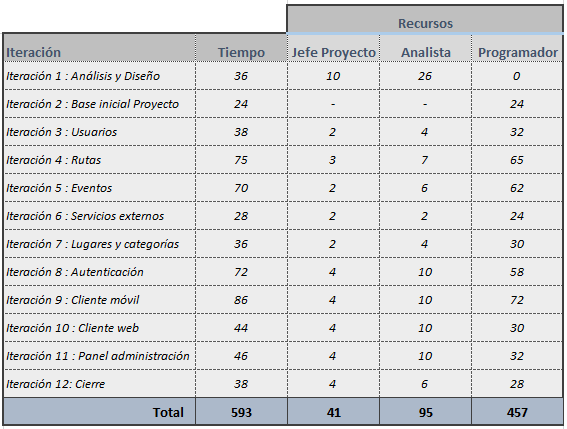 Recursos
Iteración Tiempo Jefe Proyecto Analista Programador
Iteración 1 : Análisis y Diseño 36 10 26 0
Iteración 2 : Base inicial Proyecto 24 - - 24
Iteración 3 : Usuarios 38 2 4 32
Iteración 4 : Rutas 75 3 7 65
Iteración 5 : Eventos 70 2 6 62
Iteración 6 : Servicios externos 28 2 2 24
Iteración 7 : Lugares y categorías 36 2 4 30
Iteración 8 : Autenticación 72 4 10 58
Iteración 9 : Cliente móvil 86 4 10 72
Iteración 10 : Cliente web 44 4 10 30
Iteración 11 : Panel administración 46 4 10 32
Iteración 12: Cierre 38 4 6 28
Total 593 41 95 457